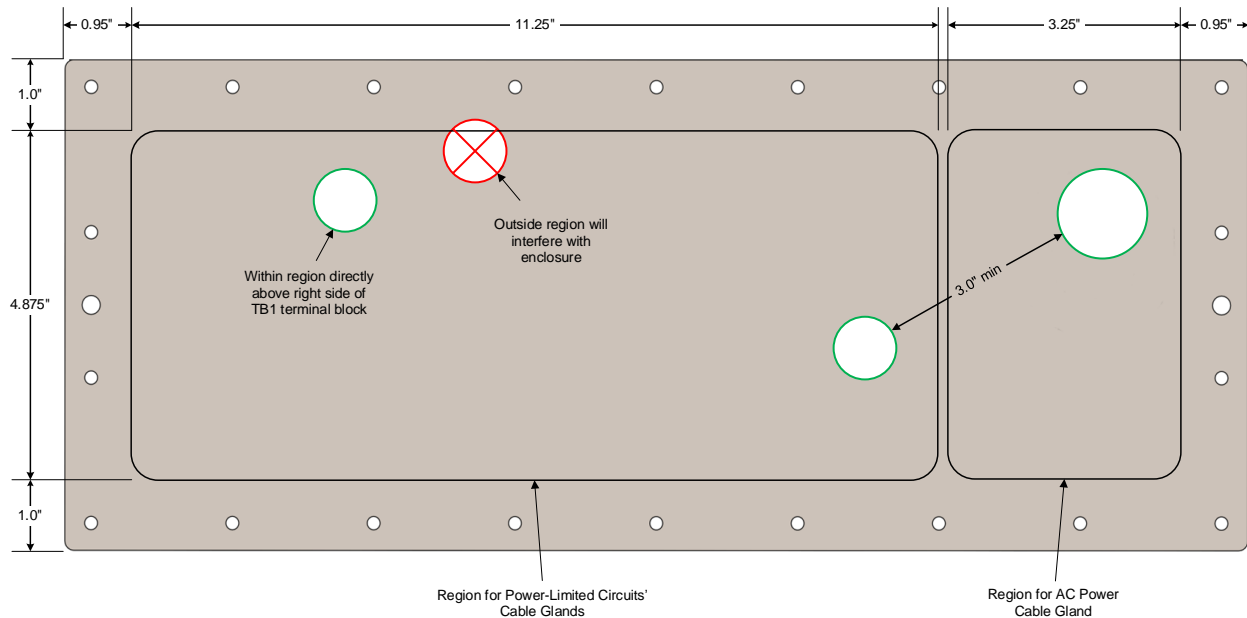 0.95"
11.25"
3.25"
0.95"
1.0"
4.875"
1.0"
Outside region will
interfere with
enclosure
Within region directly
above right side of
TB1 terminal block
3.0" min
Region for Power-Limited Circuits'
Cable Glands
Region for AC Power
Cable Gland